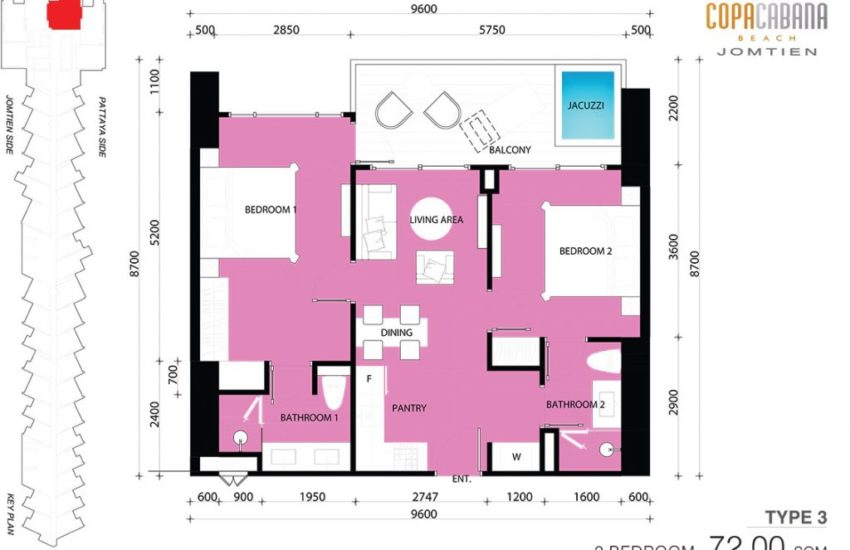 COPACABANA
BEACH
JOMTIEN
9600
500
2850
5750
500
JOMTIEN SIDE
PATTAYA SIDE
KEY PLAN
1100
5200
8700
700
2400
2200
3600
8700
2900
JACUZZI
BALCONY
BEDROOM 1
LIVING AREA
BEDROOM 2
DINING
F
PANTRY
BATHROOM 1
BATHROOM 2
W
ENT.
600
900
1950
2747
1200
1600
600
9600
TYPE 3
2 BEDROOM 72.00 SQM